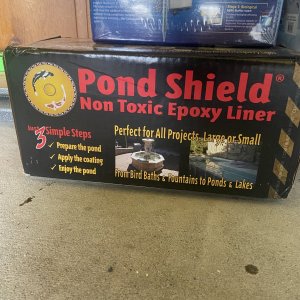 Pond Shield®
Non Toxic Epoxy Liner
3 Simple Steps
✓ Prepare the pond
✓ Apply the coating
✓ Enjoy the pond
Perfect for All Projects, Large or Small
From Bird Baths & Fountains to Ponds & Lakes